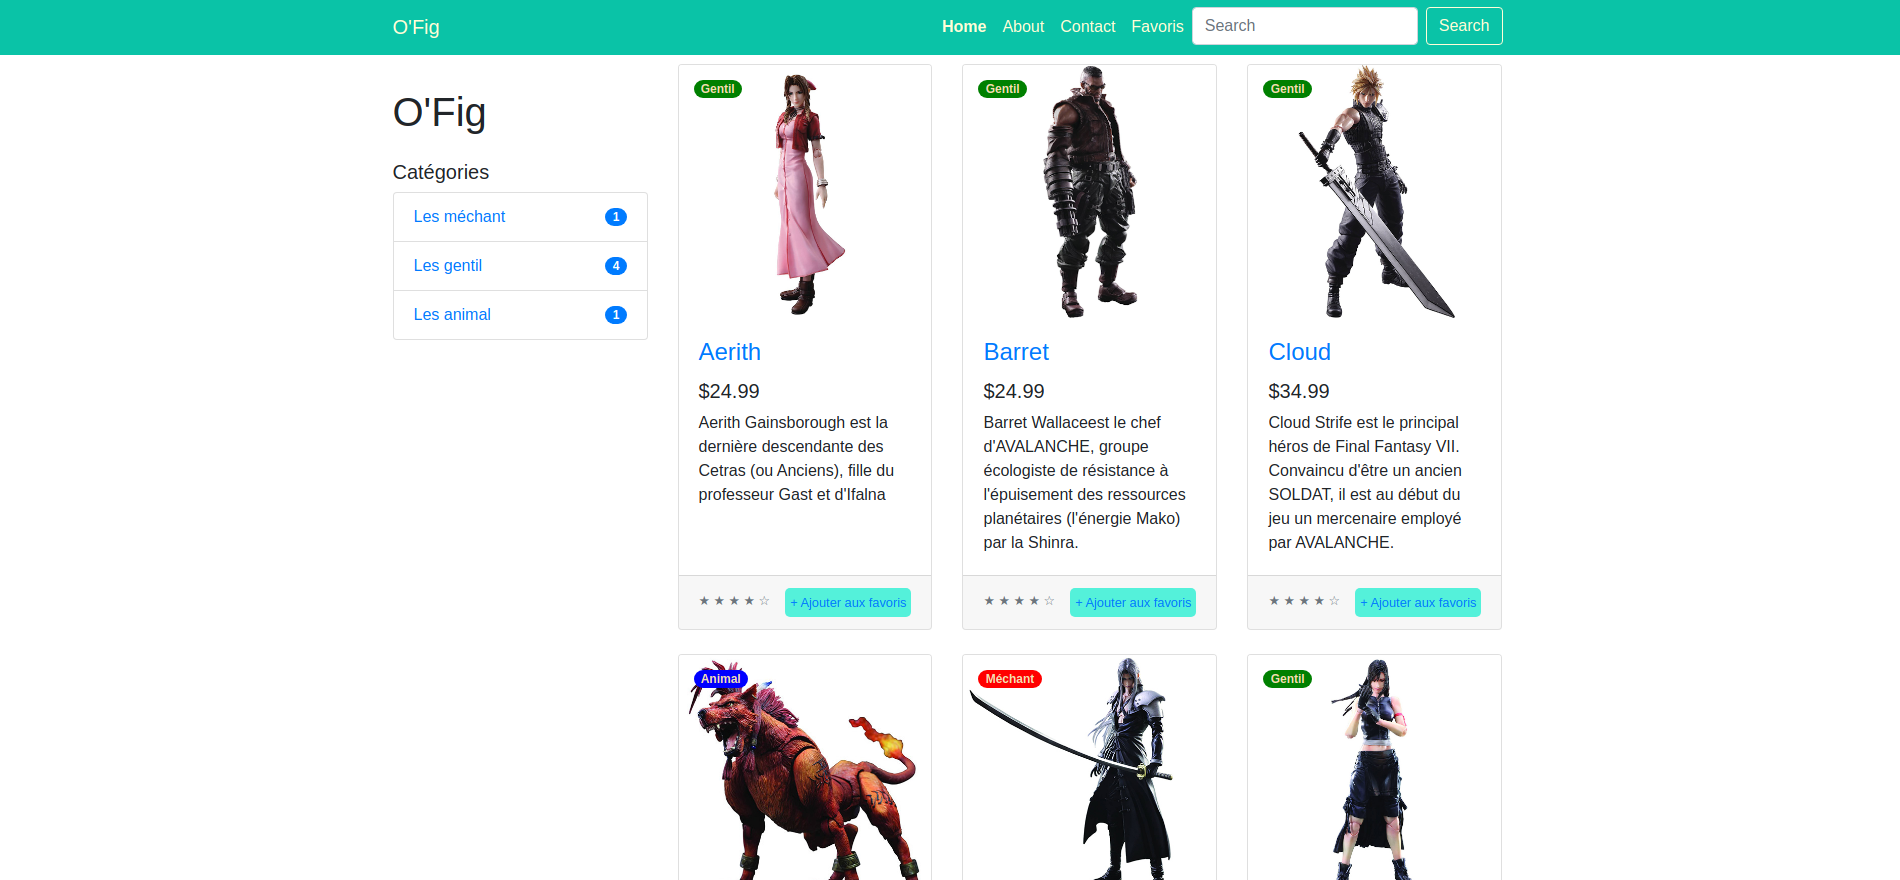 O'Fig
Home About Contact Favoris Search Search
O'Fig
Catégories
Les méchant 1
Les gentil 4
Les animal 1
Gentil
Aerith
$24.99
Aerith Gainsborough est la
dernière descendante des
Cetras (ou Anciens), fille du
professeur Gast et d'Ifalna
★ ★ ★ ★ ☆ + Ajouter aux favoris
Gentil
Barret
$24.99
Barret Wallaceest le chef
d'AVALANCHE, groupe
écologiste de résistance à
l'épuisement des ressources
planétaires (l'énergie Mako)
par la Shinra.
★ ★ ★ ★ ☆ + Ajouter aux favoris
Gentil
Cloud
$34.99
Cloud Strife est le principal
héros de Final Fantasy VII.
Convaincu d'être un ancien
SOLDAT, il est au début du
jeu un mercenaire employé
par AVALANCHE.
★ ★ ★ ★ ☆ + Ajouter aux favoris
Animal
Méchant
Gentil